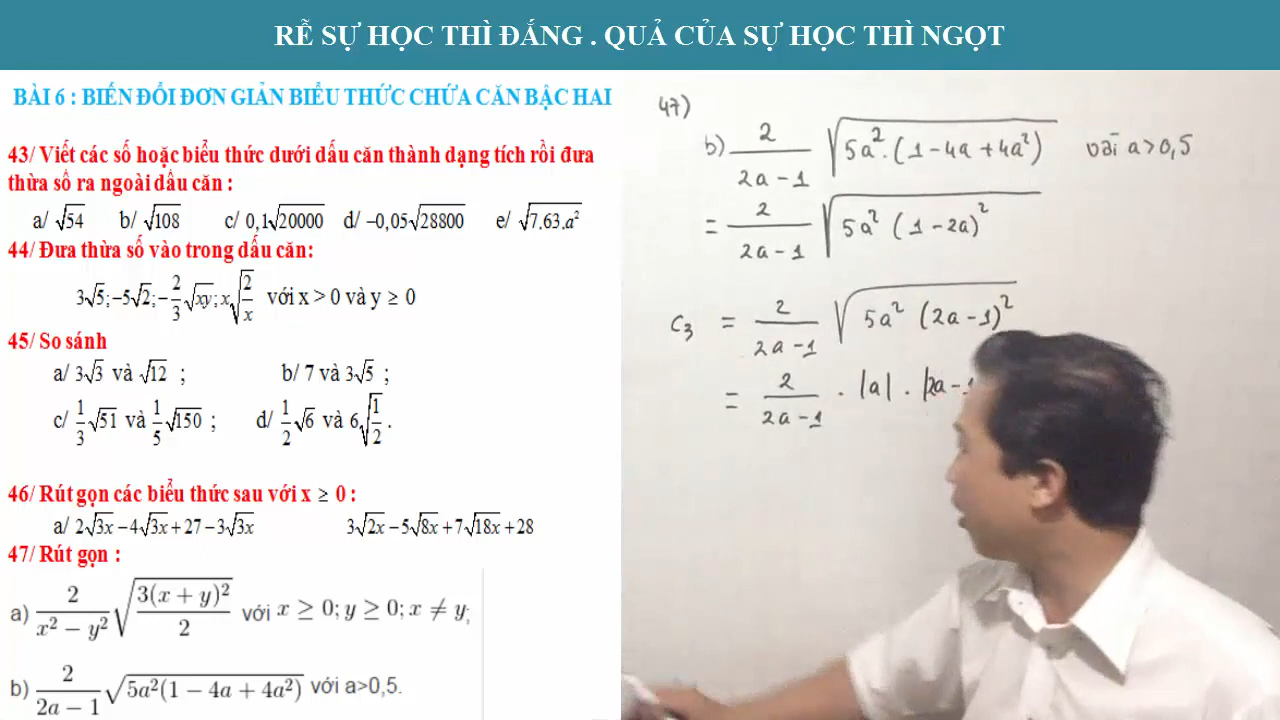 RỄ SỰ HỌC THÌ ĐẮNG . QUẢ CỦA SỰ HỌC THÌ NGỌT
BÀI 6 : BIẾN ĐỔI ĐƠN GIẢN BIỂU THỨC CHỨA CĂN BẬC HAI
43/ Viết các số hoặc biểu thức dưới dấu căn thành dạng tích rồi đưa
thừa số ra ngoài dấu căn :
a/ √54 b/ √108 c/ 0,1√20000 d/ −0,05√28800 e/ √7.63.a²
44/ Đưa thừa số vào trong dấu căn:
3√5; −5√2; −2/3√xy; x√(2/x) với x > 0 và y ≥ 0
45/ So sánh
a/ 3√3 và √12 ; b/ 7 và 3√5 ;
c/ 1/3√51 và 1/5√150 ; d/ 1/2√6 và 6√(1/2) .
46/ Rút gọn các biểu thức sau với x ≥ 0 :
a/ 2√3x − 4√3x + 27 − 3√3x 3√2x − 5√8x + 7√18x + 28
47/ Rút gọn :
a) 2/(x² − y²) √(3(x + y)²/2) với x ≥ 0; y ≥ 0; x ≠ y;
b) 2/(2a − 1) √(5a²(1 − 4a + 4a²)) với a>0,5.
47)
b) 2/(2a − 1) √(5a².(1 − 4a + 4a²)) với a > 0,5
= 2/(2a − 1) √(5a² (1 − 2a)²)
C₃ = 2/(2a − 1) √(5a² (2a − 1)²)
= 2/(2a − 1) . |a| . |2a − 1